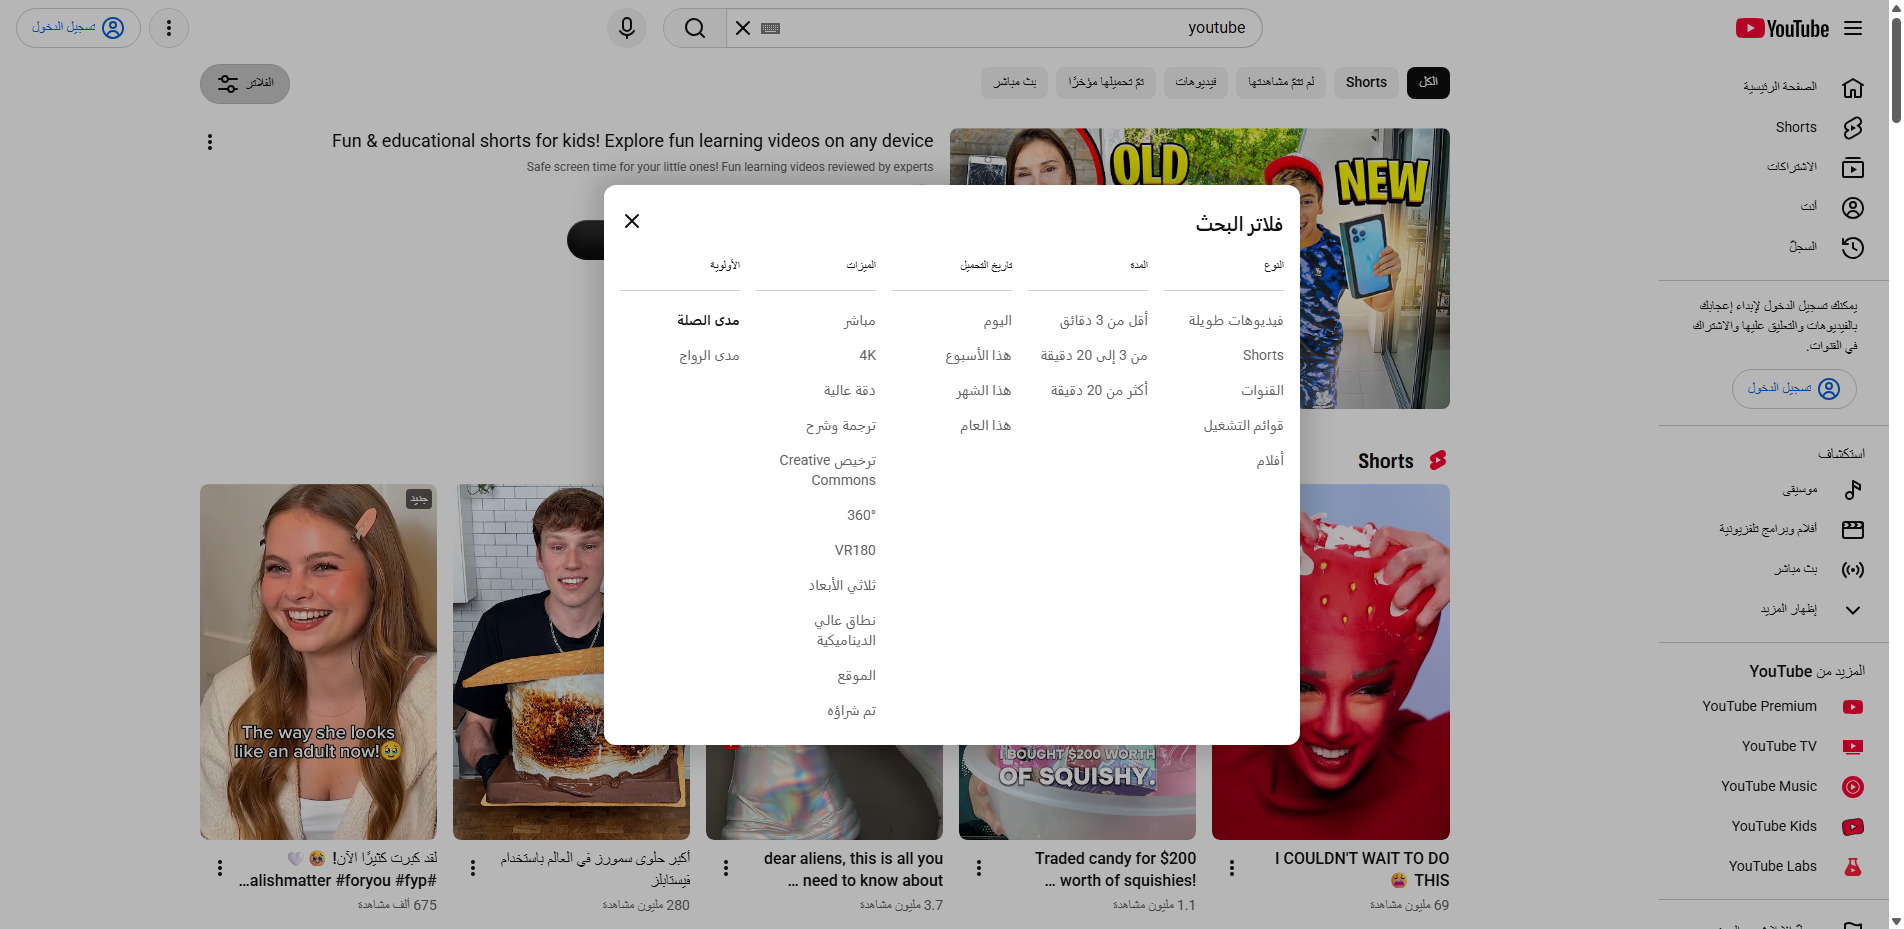 YouTube
youtube
تسجيل الدخول
الكل
Shorts
لم تتمّ مشاهدتها
فيديوهات
تمّ تحميلها مؤخرًا
بث مباشر
الفلاتر
الصفحة الرئيسية
Shorts
الاشتراكات
أنت
السجلّ
يمكنك تسجيل الدخول لإبداء إعجابك
بالفيديوهات والتعليق عليها والاشتراك
في القنوات.
تسجيل الدخول
استكشاف
موسيقى
أفلام وبرامج تلفزيونية
بث مباشر
إظهار المزيد
المزيد من YouTube
YouTube Premium
YouTube TV
YouTube Music
YouTube Kids
YouTube Labs
Fun & educational shorts for kids! Explore fun learning videos on any device
Safe screen time for your little ones! Fun learning videos reviewed by experts
OLD
NEW
فلاتر البحث
النوع
فيديوهات طويلة
Shorts
القنوات
قوائم التشغيل
أفلام
المدة
أقل من 3 دقائق
من 3 إلى 20 دقيقة
أكثر من 20 دقيقة
تاريخ التحميل
اليوم
هذا الأسبوع
هذا الشهر
هذا العام
الميزات
مباشر
4K
دقة عالية
ترجمة وشرح
ترخيص Creative
Commons
360°
VR180
ثلاثي الأبعاد
نطاق عالي
الديناميكية
الموقع
تم شراؤه
الأولوية
مدى الصلة
مدى الرواج
Shorts
I COULDN'T WAIT TO DO
THIS 😩
69 مليون مشاهدة
I BOUGHT $200 WORTH
OF SQUISHY.
Traded candy for $200
worth of squishies! ...
1.1 مليون مشاهدة
dear aliens, this is all you
need to know about ...
3.7 مليون مشاهدة
أكبر حلوى سمورز في العالم باستخدام
فيستابلز
280 مليون مشاهدة
جديد
The way she looks
like an adult now!🥹
لقد كبرت كثيرًا الآن! 😭 🤍
#alishmatter #foryou #fyp...
675 ألف مشاهدة